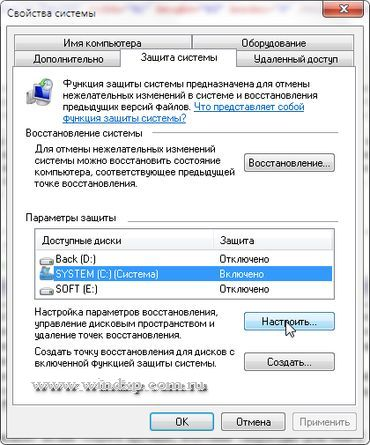 Свойства системы
Имя компьютера
Оборудование
Дополнительно
Защита системы
Удаленный доступ
Функция защиты системы предназначена для отмены
нежелательных изменений в системе и восстановления
предыдущих версий файлов. Что представляет собой
функция защиты системы?
Восстановление системы
Для отмены нежелательных изменений
системы можно восстановить состояние
компьютера, соответствующее предыдущей
точке восстановления.
Восстановление...
Параметры защиты
Доступные диски
Защита
Back (D:)
Отключено
SYSTEM (C:) (Система)
Включено
SOFT (E:)
Отключено
Настройка параметров восстановления,
управление дисковым пространством и
удаление точек восстановления.
Настроить...
Создать точку восстановления для дисков с
включенной функцией защиты системы.
Создать...
www.windxp.com.ru
ОК
Отмена
Применить